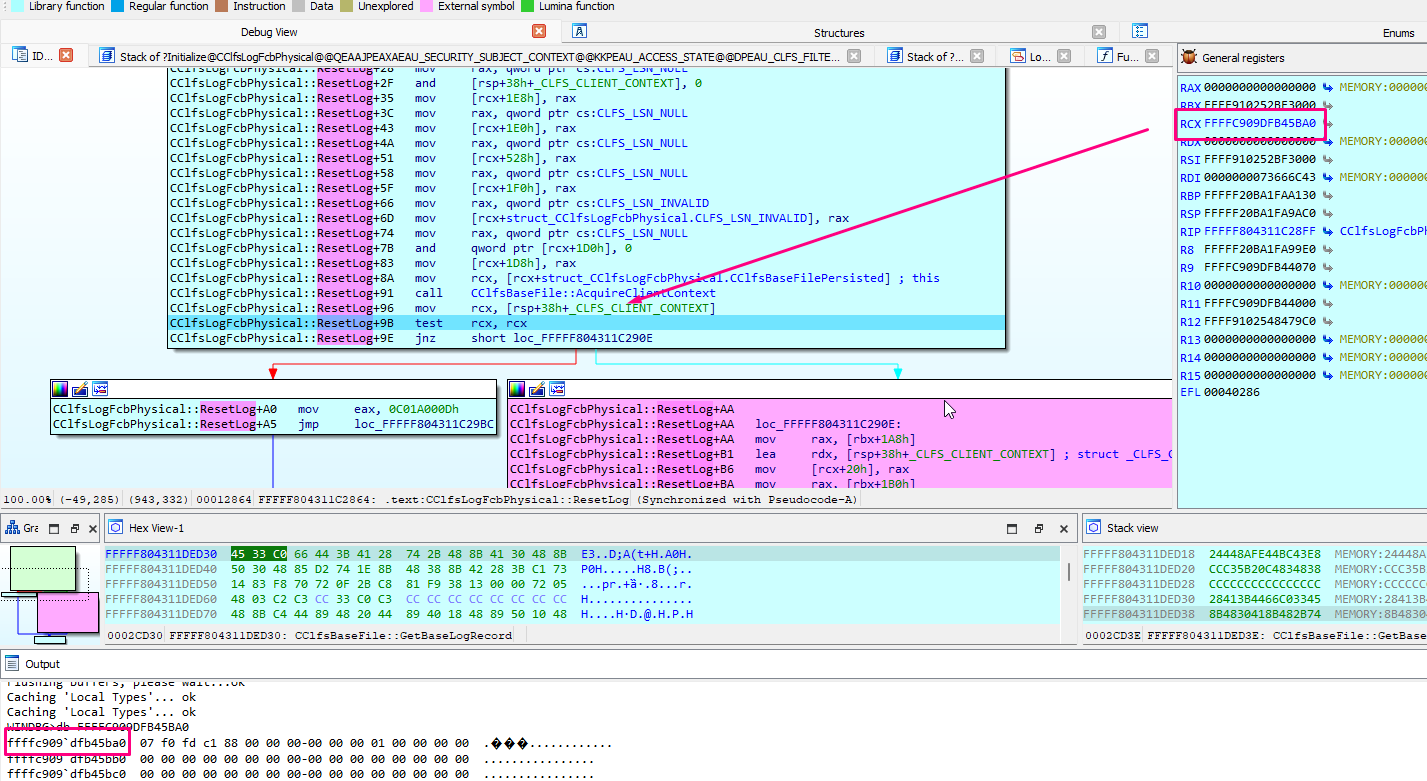 Library function Regular function Instruction Data Unexplored External symbol Lumina function
Debug View Structures Enums
ID... Stack of ?Initialize@CClfsLogFcbPhysical@@QEAAJPEAXAEAU_SECURITY_SUBJECT_CONTEXT@@KKPEAU_ACCESS_STATE@@DPEAU_CLFS_FILTE... Stack of ?... Lo... Fu... General registers
CClfsLogFcbPhysical::ResetLog+28 mov rax, qword ptr cs:CLFS_LSN_NULL
CClfsLogFcbPhysical::ResetLog+2F and [rsp+38h+_CLFS_CLIENT_CONTEXT], 0
CClfsLogFcbPhysical::ResetLog+35 mov [rcx+1E8h], rax
CClfsLogFcbPhysical::ResetLog+3C mov rax, qword ptr cs:CLFS_LSN_NULL
CClfsLogFcbPhysical::ResetLog+43 mov [rcx+1E0h], rax
CClfsLogFcbPhysical::ResetLog+4A mov rax, qword ptr cs:CLFS_LSN_NULL
CClfsLogFcbPhysical::ResetLog+51 mov [rcx+528h], rax
CClfsLogFcbPhysical::ResetLog+58 mov rax, qword ptr cs:CLFS_LSN_NULL
CClfsLogFcbPhysical::ResetLog+5F mov [rcx+1F0h], rax
CClfsLogFcbPhysical::ResetLog+66 mov rax, qword ptr cs:CLFS_LSN_INVALID
CClfsLogFcbPhysical::ResetLog+6D mov [rcx+struct_CClfsLogFcbPhysical.CLFS_LSN_INVALID], rax
CClfsLogFcbPhysical::ResetLog+74 mov rax, qword ptr cs:CLFS_LSN_NULL
CClfsLogFcbPhysical::ResetLog+7B and qword ptr [rcx+1D0h], 0
CClfsLogFcbPhysical::ResetLog+83 mov [rcx+1D8h], rax
CClfsLogFcbPhysical::ResetLog+8A mov rcx, [rcx+struct_CClfsLogFcbPhysical.CClfsBaseFilePersisted] ; this
CClfsLogFcbPhysical::ResetLog+91 call CClfsBaseFile::AcquireClientContext
CClfsLogFcbPhysical::ResetLog+96 mov rcx, [rsp+38h+_CLFS_CLIENT_CONTEXT]
CClfsLogFcbPhysical::ResetLog+9B test rcx, rcx
CClfsLogFcbPhysical::ResetLog+9E jnz short loc_FFFFF804311C290E
CClfsLogFcbPhysical::ResetLog+A0 mov eax, 0C01A000Dh
CClfsLogFcbPhysical::ResetLog+A5 jmp loc_FFFFF804311C29BC
CClfsLogFcbPhysical::ResetLog+AA
CClfsLogFcbPhysical::ResetLog+AA loc_FFFFF804311C290E:
CClfsLogFcbPhysical::ResetLog+AA mov rax, [rbx+1A8h]
CClfsLogFcbPhysical::ResetLog+B1 lea rdx, [rsp+38h+_CLFS_CLIENT_CONTEXT] ; struct _CLFS_C
CClfsLogFcbPhysical::ResetLog+B6 mov [rcx+20h], rax
CClfsLogFcbPhysical::ResetLog+BA mov rax, [rbx+1B0h]
100.00% (-49,285) (943,332) 00012864 FFFFF804311C2864: .text:CClfsLogFcbPhysical::ResetLog (Synchronized with Pseudocode-A)
RAX 0000000000000000 MEMORY:000000
RBX FFFF910252BF3000
RCX FFFFC909DFB45BA0
RDX 0000000000000000 MEMORY:000000
RSI FFFF910252BF3000
RDI 0000000073666C43 MEMORY:000000
RBP FFFFF20BA1FAA130
RSP FFFFF20BA1FA9AC0
RIP FFFFF804311C28FF CClfsLogFcbPh
R8 FFFFF20BA1FA99E0
R9 FFFFC909DFB44070
R10 0000000000000000 MEMORY:000000
R11 FFFFC909DFB44000
R12 FFFF9102548479C0
R13 0000000000000000 MEMORY:000000
R14 0000000000000000 MEMORY:000000
R15 0000000000000000 MEMORY:000000
EFL 00040286
Gra Hex View-1 Stack view
FFFFF804311DED30 45 33 C0 66 44 3B 41 28 74 2B 48 8B 41 30 48 8B E3..D;A(t+H.A0H.
FFFFF804311DED40 50 30 48 85 D2 74 1E 8B 48 38 8B 42 28 3B C1 73 P0H.....H8.B(;..
FFFFF804311DED50 14 83 F8 70 72 0F 2B C8 81 F9 38 13 00 00 72 05
FFFFF804311DED60 48 03 C2 C3 CC 33 C0 C3 CC CC CC CC CC CC CC CC H...............
FFFFF804311DED70 48 8B C4 44 89 48 20 44 89 40 18 48 89 50 10 48 H....H·D.@.H.P.H
0002CD30 FFFFF804311DED30: CClfsBaseFile::GetBaseLogRecord
FFFFF804311DED18 24448AFE44BC43E8 MEMORY:24448A
FFFFF804311DED20 CCC35B20C4834838 MEMORY:CCC35B
FFFFF804311DED28 CCCCCCCCCCCCCCCC MEMORY:CCCCCC
FFFFF804311DED30 28413B4466C03345 MEMORY:28413B
FFFFF804311DED38 8B4830418B482B74 MEMORY:8B4830
0002CD3E FFFFF804311DED3E: CClfsBaseFile::GetBase
Output
Flushing buffers, please wait...ok
Caching 'Local Types'... ok
Caching 'Local Types'... ok
WINDBG>db FFFFC909DFB45BA0
ffffc909`dfb45ba0 07 f0 fd c1 88 00 00 00-00 00 00 01 00 00 00 00
ffffc909`dfb45bb0 00 00 00 00 00 00 00 00-00 00 00 00 00 00 00 00 ................
ffffc909`dfb45bc0 00 00 00 00 00 00 00 00-00 00 00 00 00 00 00 00 ................